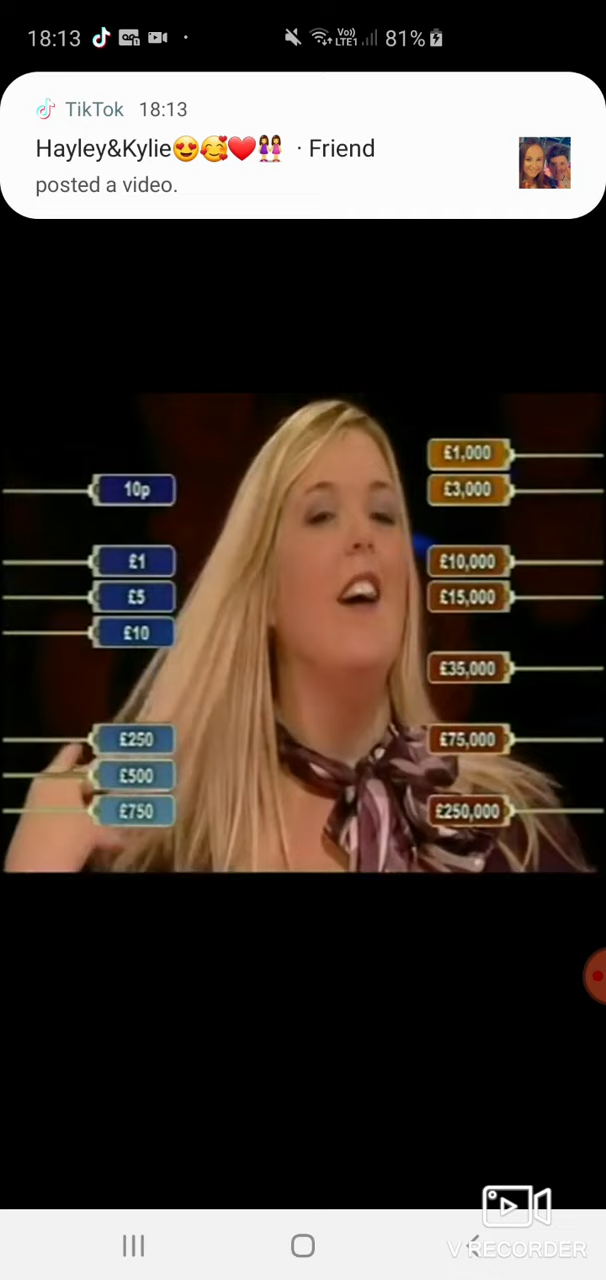 18:13 Vo)) LTE1 81%
TikTok 18:13
Hayley&Kylie😍🥰❤️👭 · Friend
posted a video.
£1,000
10p £3,000
£1 £10,000
£5 £15,000
£10
£35,000
£250 £75,000
£500
£750 £250,000
V RECORDER